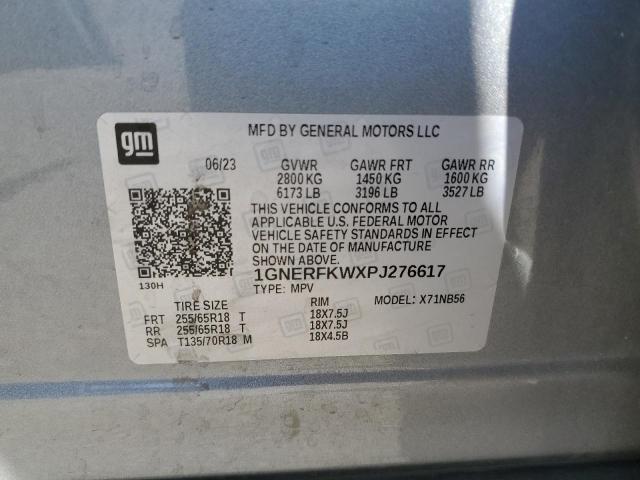 gm
MFD BY GENERAL MOTORS LLC
06/23 GVWR GAWR FRT GAWR RR
2800 KG 1450 KG 1600 KG
6173 LB 3196 LB 3527 LB
THIS VEHICLE CONFORMS TO ALL
APPLICABLE U.S. FEDERAL MOTOR
VEHICLE SAFETY STANDARDS IN EFFECT
ON THE DATE OF MANUFACTURE
SHOWN ABOVE.
130H
1GNERFKWXPJ276617
TYPE: MPV MODEL: X71NB56
TIRE SIZE RIM
FRT 255/65R18 T 18X7.5J
RR 255/65R18 T 18X7.5J
SPA T135/70R18 M 18X4.5B